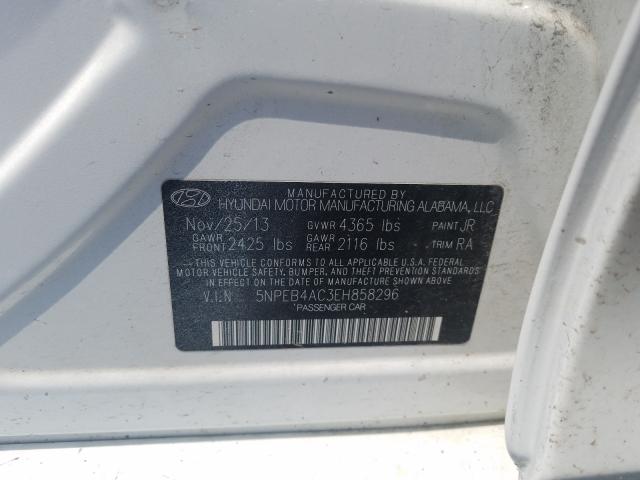 MANUFACTURED BY
HYUNDAI MOTOR MANUFACTURING ALABAMA, LLC
Nov/25/13 GVWR 4365 lbs PAINT JR
GAWR FRONT 2425 lbs GAWR REAR 2116 lbs TRIM RA
THIS VEHICLE CONFORMS TO ALL APPLICABLE U.S.A. FEDERAL
MOTOR VEHICLE SAFETY, BUMPER, AND THEFT PREVENTION
STANDARDS IN EFFECT ON THE DATE OF MANUFACTURE SHOWN ABOVE
V.I.N 5NPEB4AC3EH858296
PASSENGER CAR